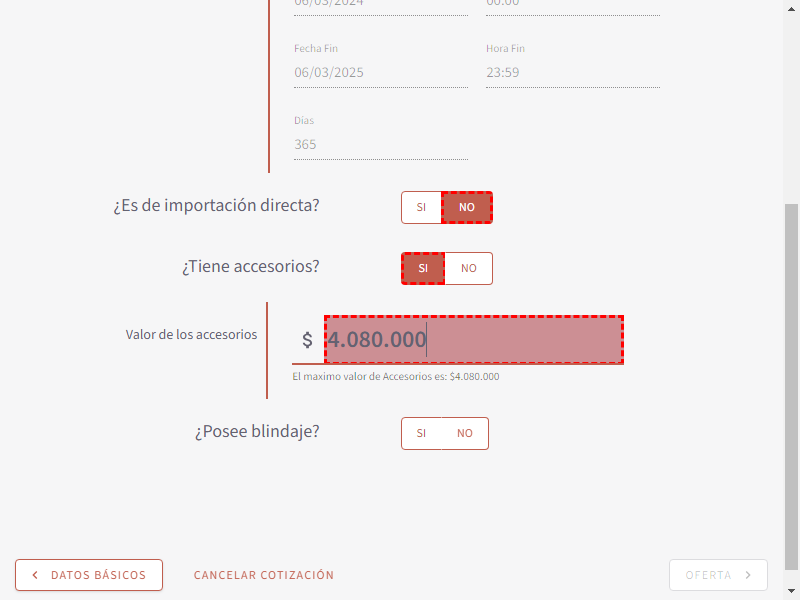 06/03/2024 00:00
Fecha Fin Hora Fin
06/03/2025 23:59
Días
365
¿Es de importación directa? SI NO
¿Tiene accesorios? SI NO
Valor de los accesorios $ 4.080.000
El maximo valor de Accesorios es: $4.080.000
¿Posee blindaje? SI NO
DATOS BÁSICOS CANCELAR COTIZACIÓN OFERTA